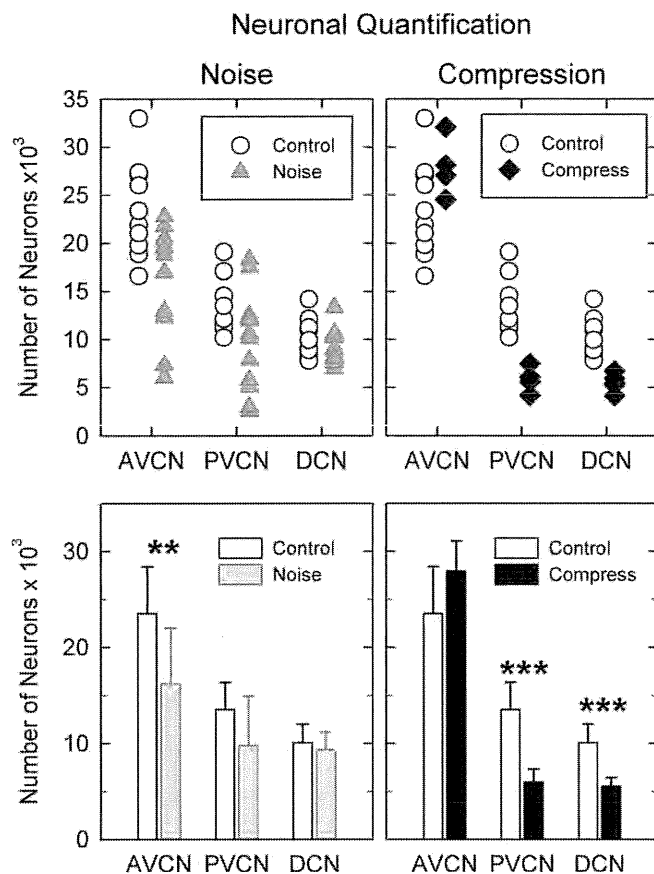 Neuronal Quantification
Noise
Compression
Number of Neurons x10³
35
30
25
20
15
10
5
0
Control
Noise
Control
Compress
AVCN PVCN DCN
AVCN PVCN DCN
Number of Neurons x 10³
30
20
10
0
**
Control
Noise
Control
Compress
***
***
AVCN PVCN DCN
AVCN PVCN DCN